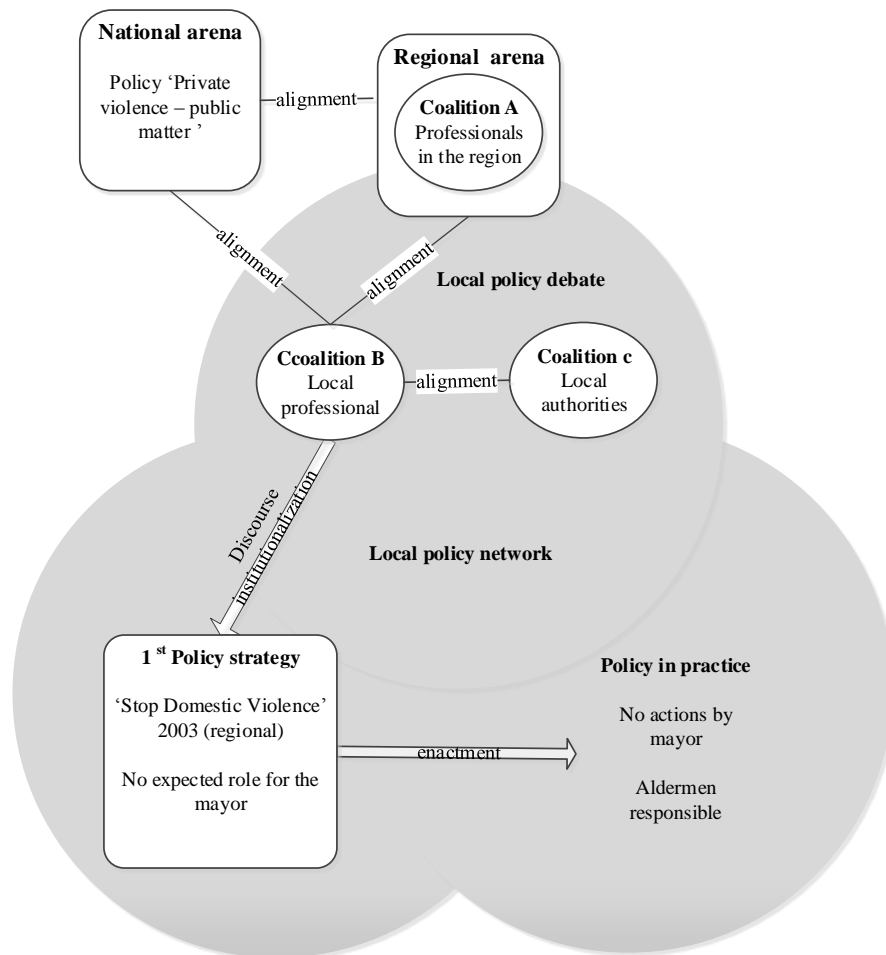 National arena
Policy ‘Private
violence – public
matter ’
alignment
Regional arena
Coalition A
Professionals
in the region
alignment
alignment
Local policy debate
Ccoalition B
Local
professional
alignment
Coalition c
Local
authorities
Discourse
institutionalization
Local policy network
1 st Policy strategy
‘Stop Domestic Violence’
2003 (regional)
No expected role for the
mayor
enactment
Policy in practice
No actions by
mayor
Aldermen
responsible